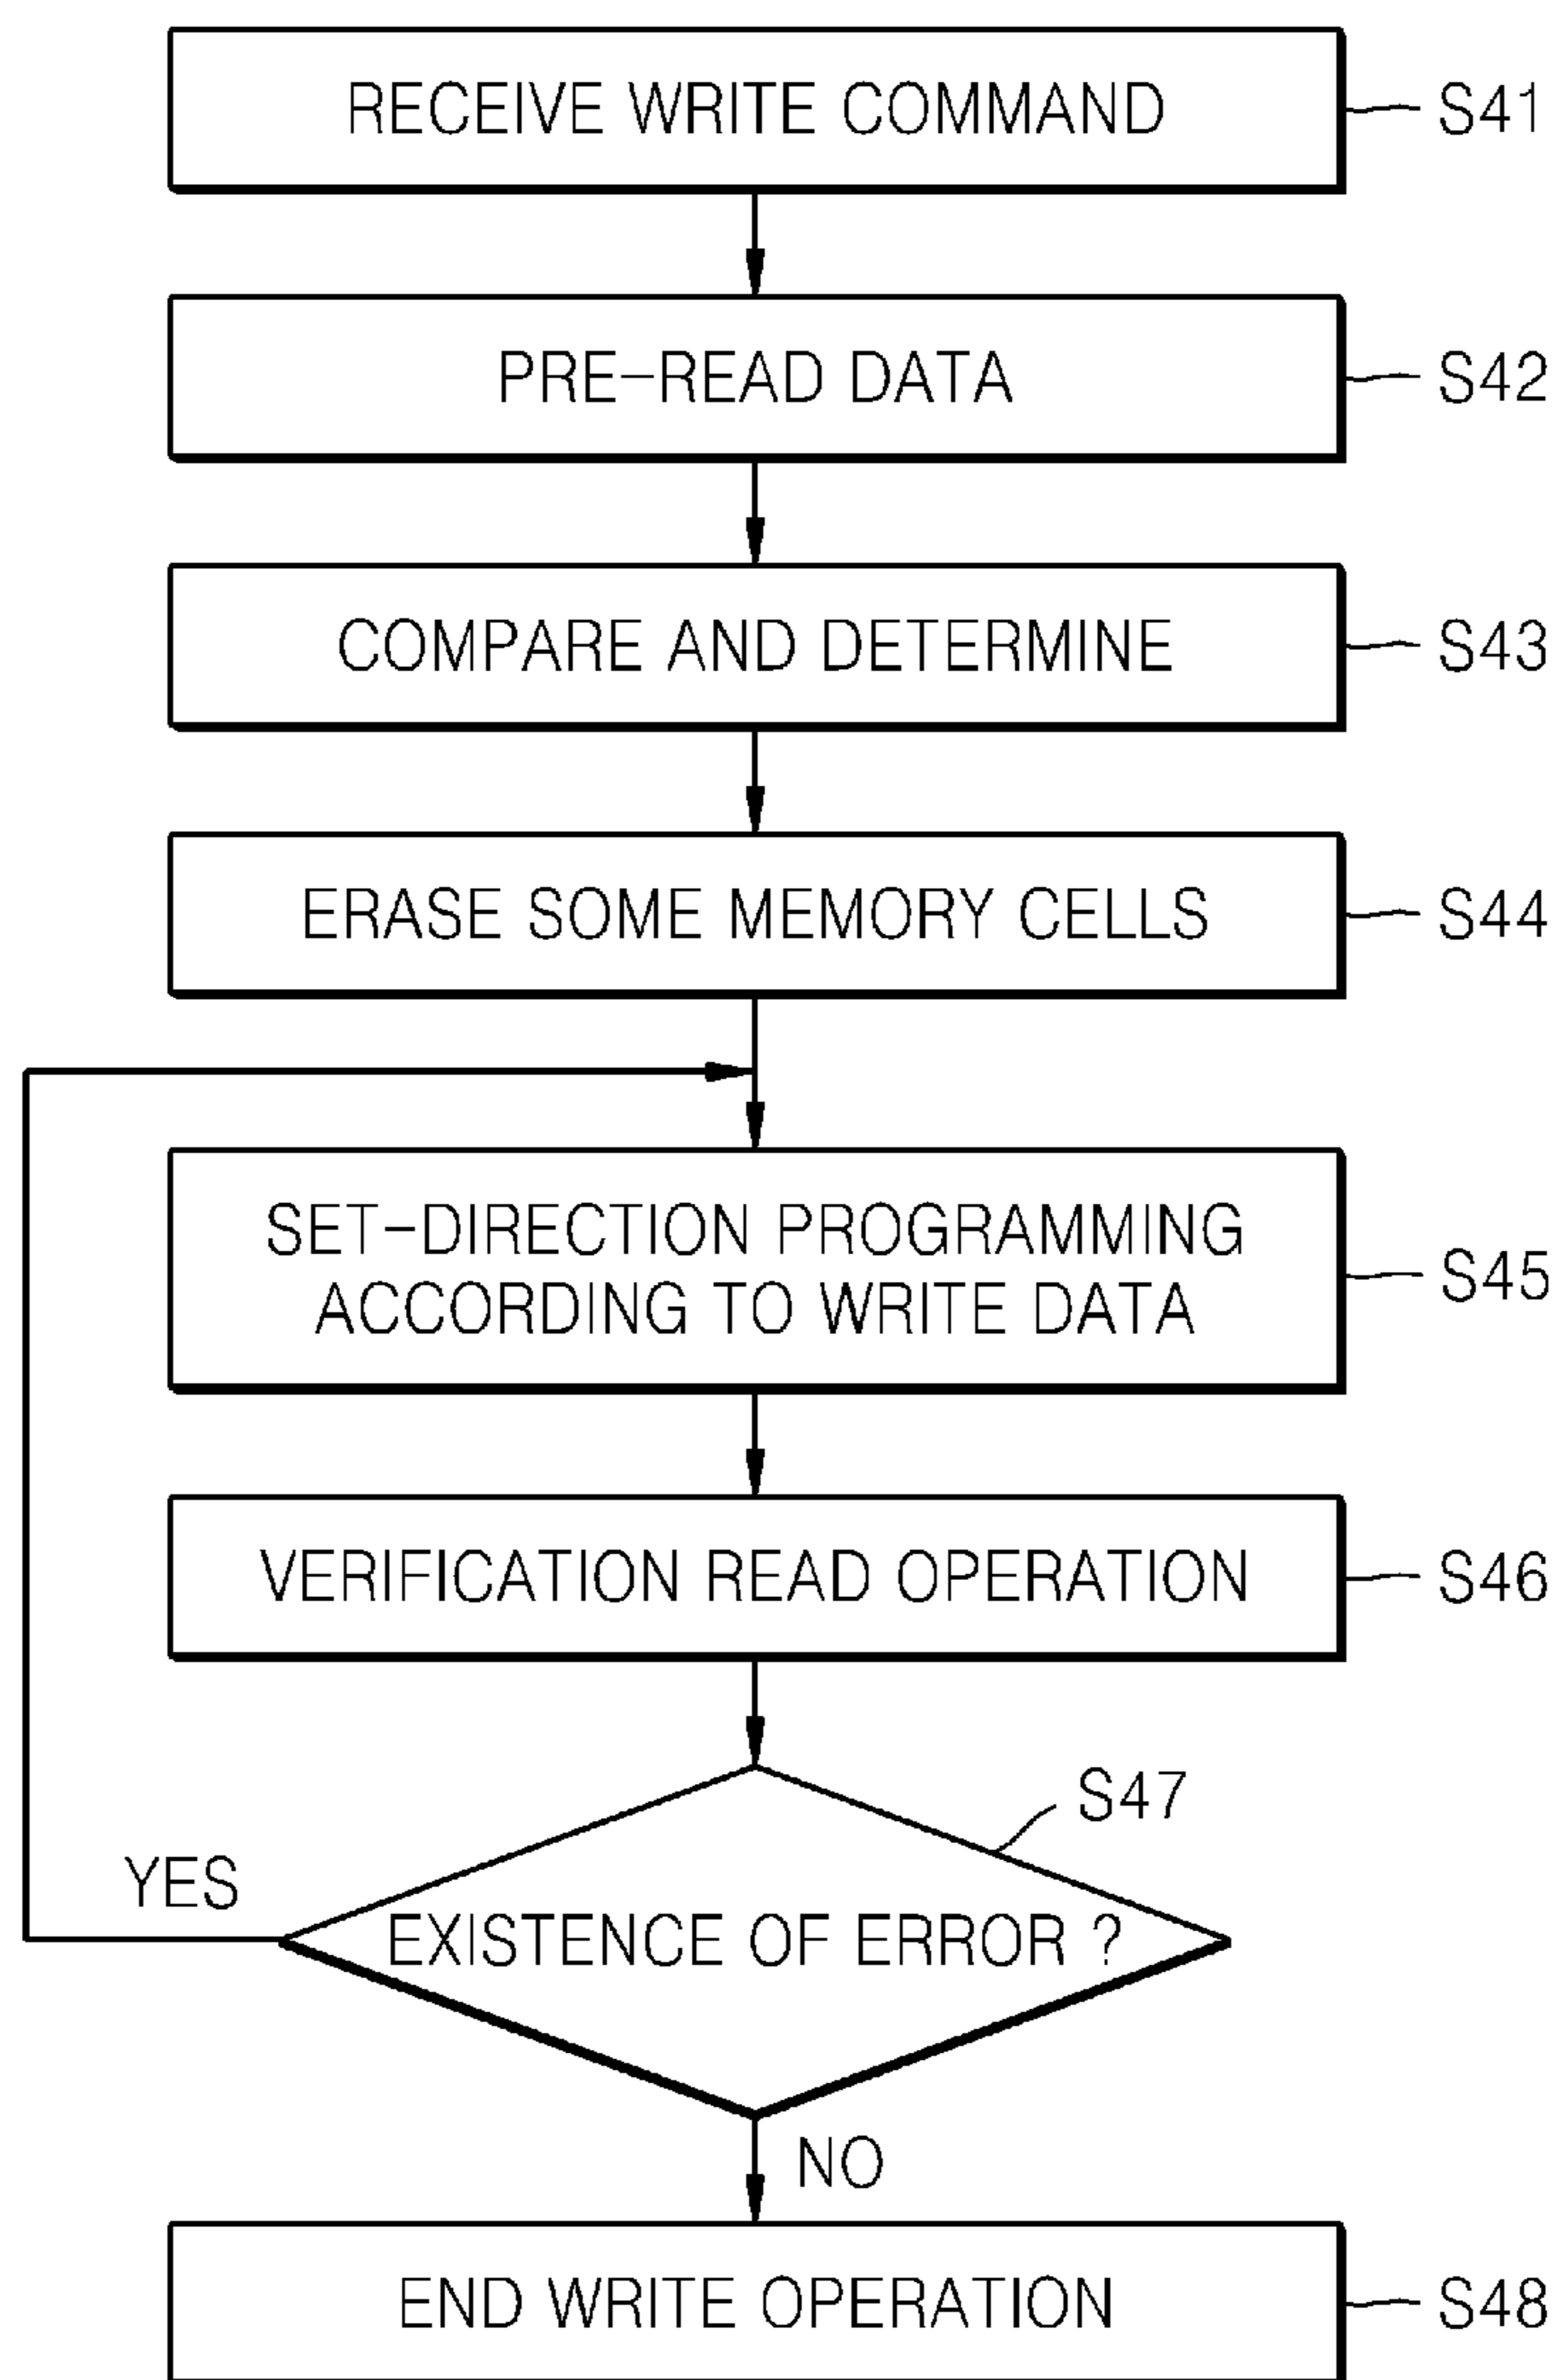 RECEIVE WRITE COMMAND
S41
PRE-READ DATA
S42
COMPARE AND DETERMINE
S43
ERASE SOME MEMORY CELLS
S44
SET-DIRECTION PROGRAMMING
ACCORDING TO WRITE DATA
S45
VERIFICATION READ OPERATION
S46
S47
YES
EXISTENCE OF ERROR ?
NO
END WRITE OPERATION
S48